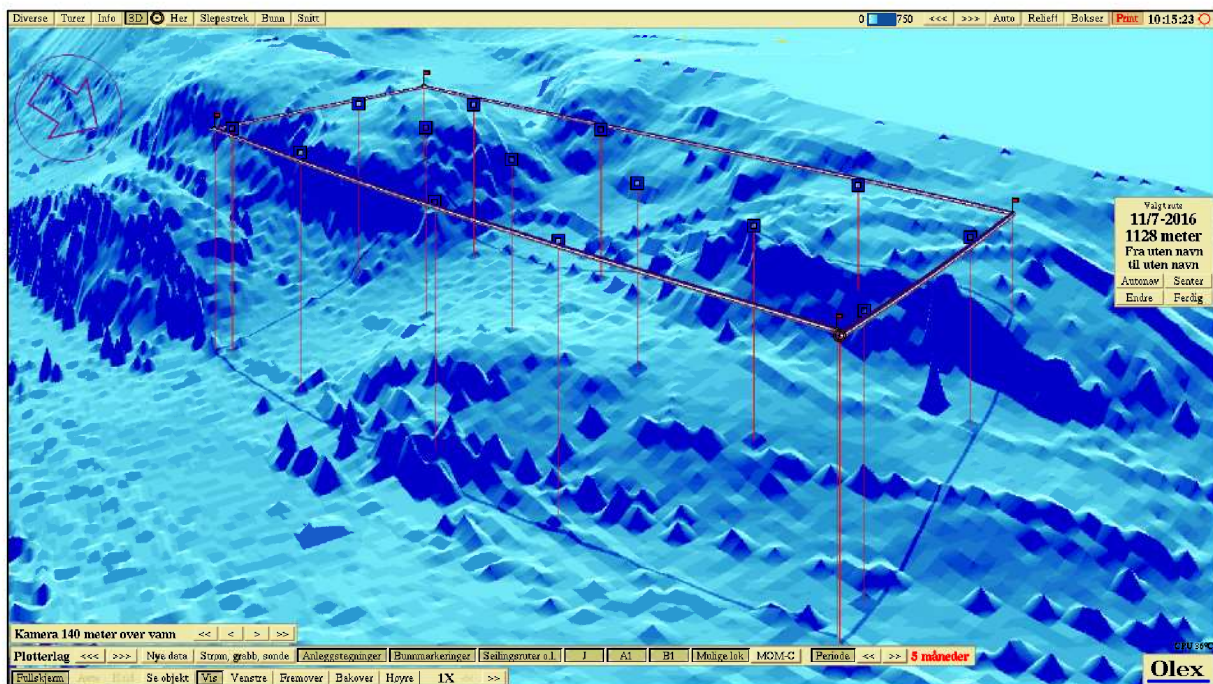 Diverse Turer Info 3D Her Slepestrek Bunn Snitt
0 750 <<< >>> Auto Relieff Bokser Print 10:15:23
Valgt rute
11/7-2016
1128 meter
Fra uten navn
til uten navn
Autonav Senter
Endre Ferdig
Kamera 140 meter over vann << < > >>
Plotterlag <<< >>> Nye data Strøm, grabb, sonde Anleggstegninger Bunnmarkeringer Seilingsruter o.l. J A1 B1 Mulige lok MOM-C Periode << >> 5 måneder
CPU 36°C
Fullskjerm Se objekt Vis Venstre Fremover Bakover Høyre 1X >>
Olex